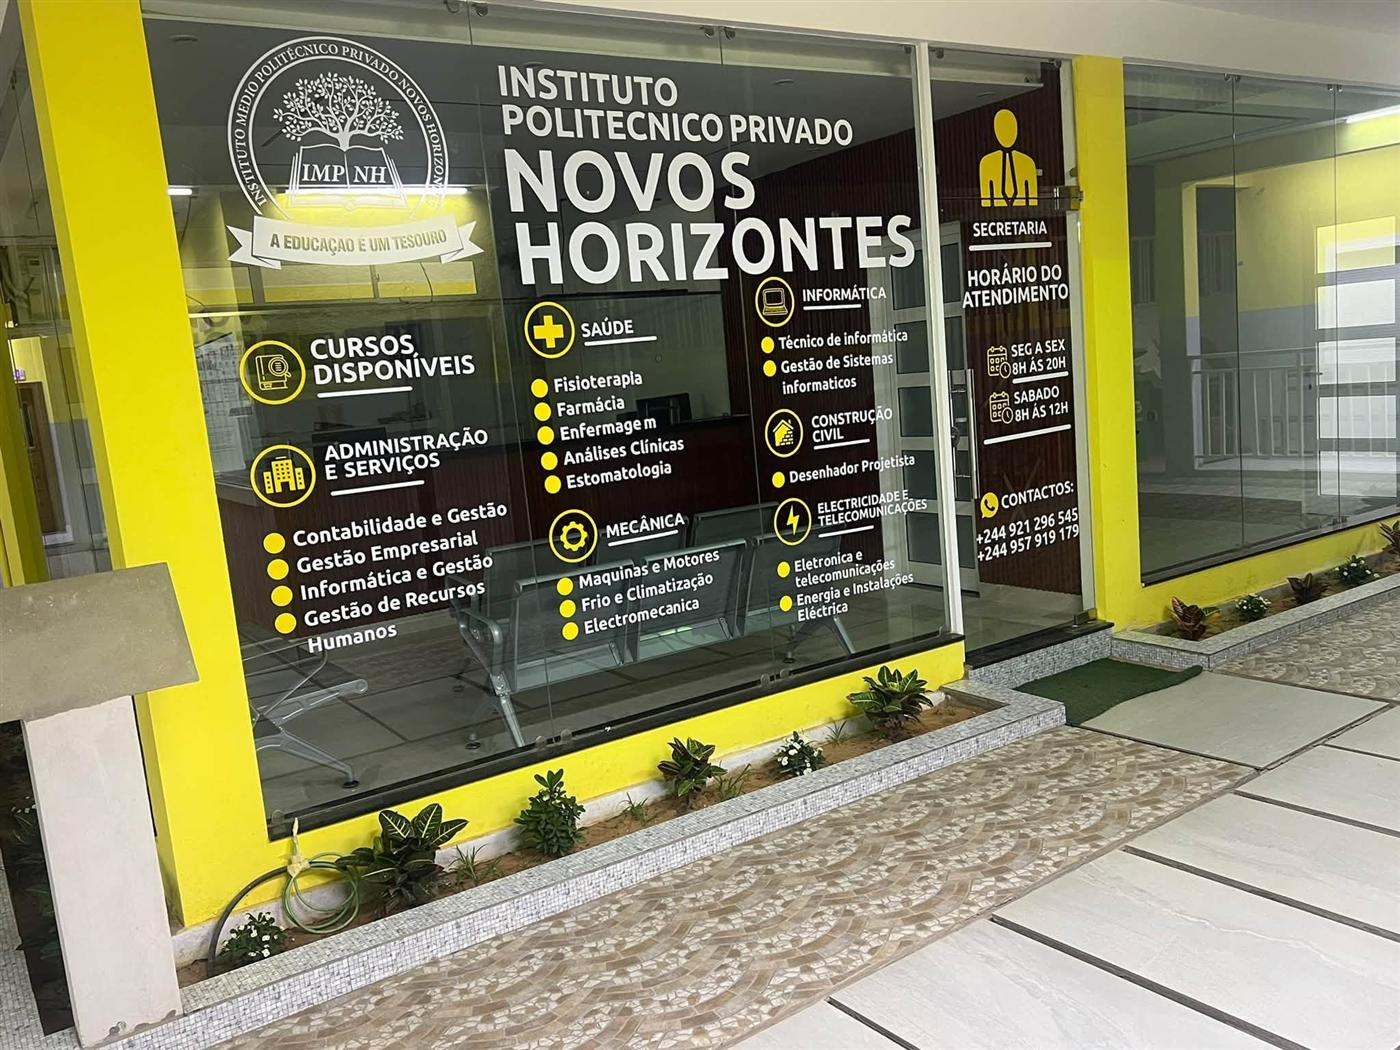 INSTITUTO MEDIO POLITÉCNICO PRIVADO NOVOS HORIZON
IMP NH
A EDUCAÇÃO É UM TESOURO
INSTITUTO
POLITECNICO PRIVADO
NOVOS
HORIZONTES
CURSOS
DISPONÍVEIS
ADMINISTRAÇÃO
E SERVIÇOS
Contabilidade e Gestão
Gestão Empresarial
Informática e Gestão
Gestão de Recursos
Humanos
SAÚDE
Fisioterapia
Farmácia
Enfermagem
Análises Clínicas
Estomatologia
MECÂNICA
Maquinas e Motores
Frio e Climatização
Electromecanica
INFORMÁTICA
Técnico de informática
Gestão de Sistemas
informaticos
CONSTRUÇÃO
CIVIL
Desenhador Projetista
ELECTRICIDADE E
TELECOMUNICAÇÕES
Eletronica e
telecomunicações
Energia e Instalações
Eléctrica
SECRETARIA
HORÁRIO DO
ATENDIMENTO
SEG A SEX
8H ÁS 20H
SABADO
8H ÁS 12H
CONTACTOS:
+244 921 296 545
+244 957 919 179